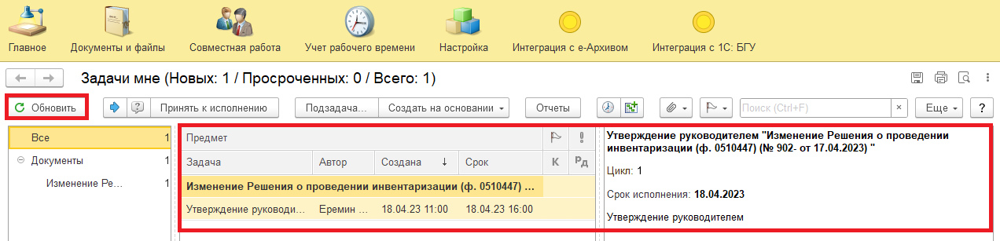 Главное Документы и файлы Совместная работа Учет рабочего времени Настройка Интеграция с е-Архивом Интеграция с 1С: БГУ
Задачи мне (Новых: 1 / Просроченных: 0 / Всего: 1)
Обновить Принять к исполнению Подзадача... Создать на основании Отчеты Поиск (Ctrl+F) × Еще ?
Все 1
Документы 1
Изменение Ре... 1
Предмет !
Задача Автор Создана ↓ Срок К Рд
Изменение Решения о проведении инвентаризации (ф. 0510447) ...
Утверждение руководи... Еремин ... 18.04.23 11:00 18.04.23 16:00
Утверждение руководителем "Изменение Решения о проведении
инвентаризации (ф. 0510447) (№ 902- от 17.04.2023) "
Цикл: 1
Срок исполнения: 18.04.2023
Утверждение руководителем